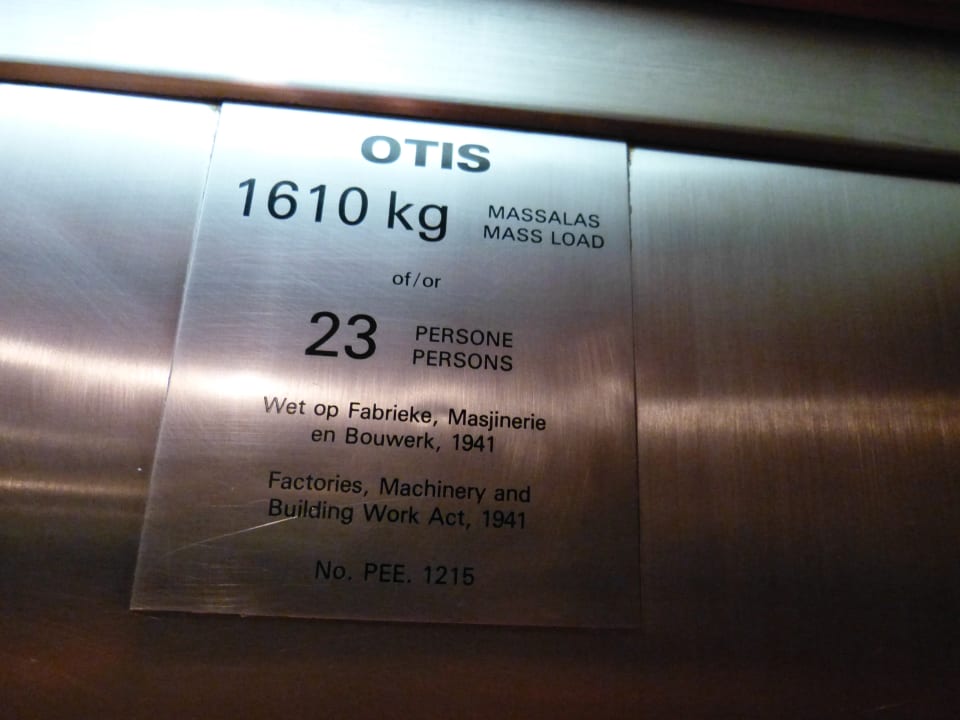 OTIS
1610 kg MASSALAS
MASS LOAD
of/or
23 PERSONE
PERSONS
Wet op Fabrieke, Masjinerie
en Bouwerk, 1941
Factories, Machinery and
Building Work Act, 1941
No. PEE. 1215